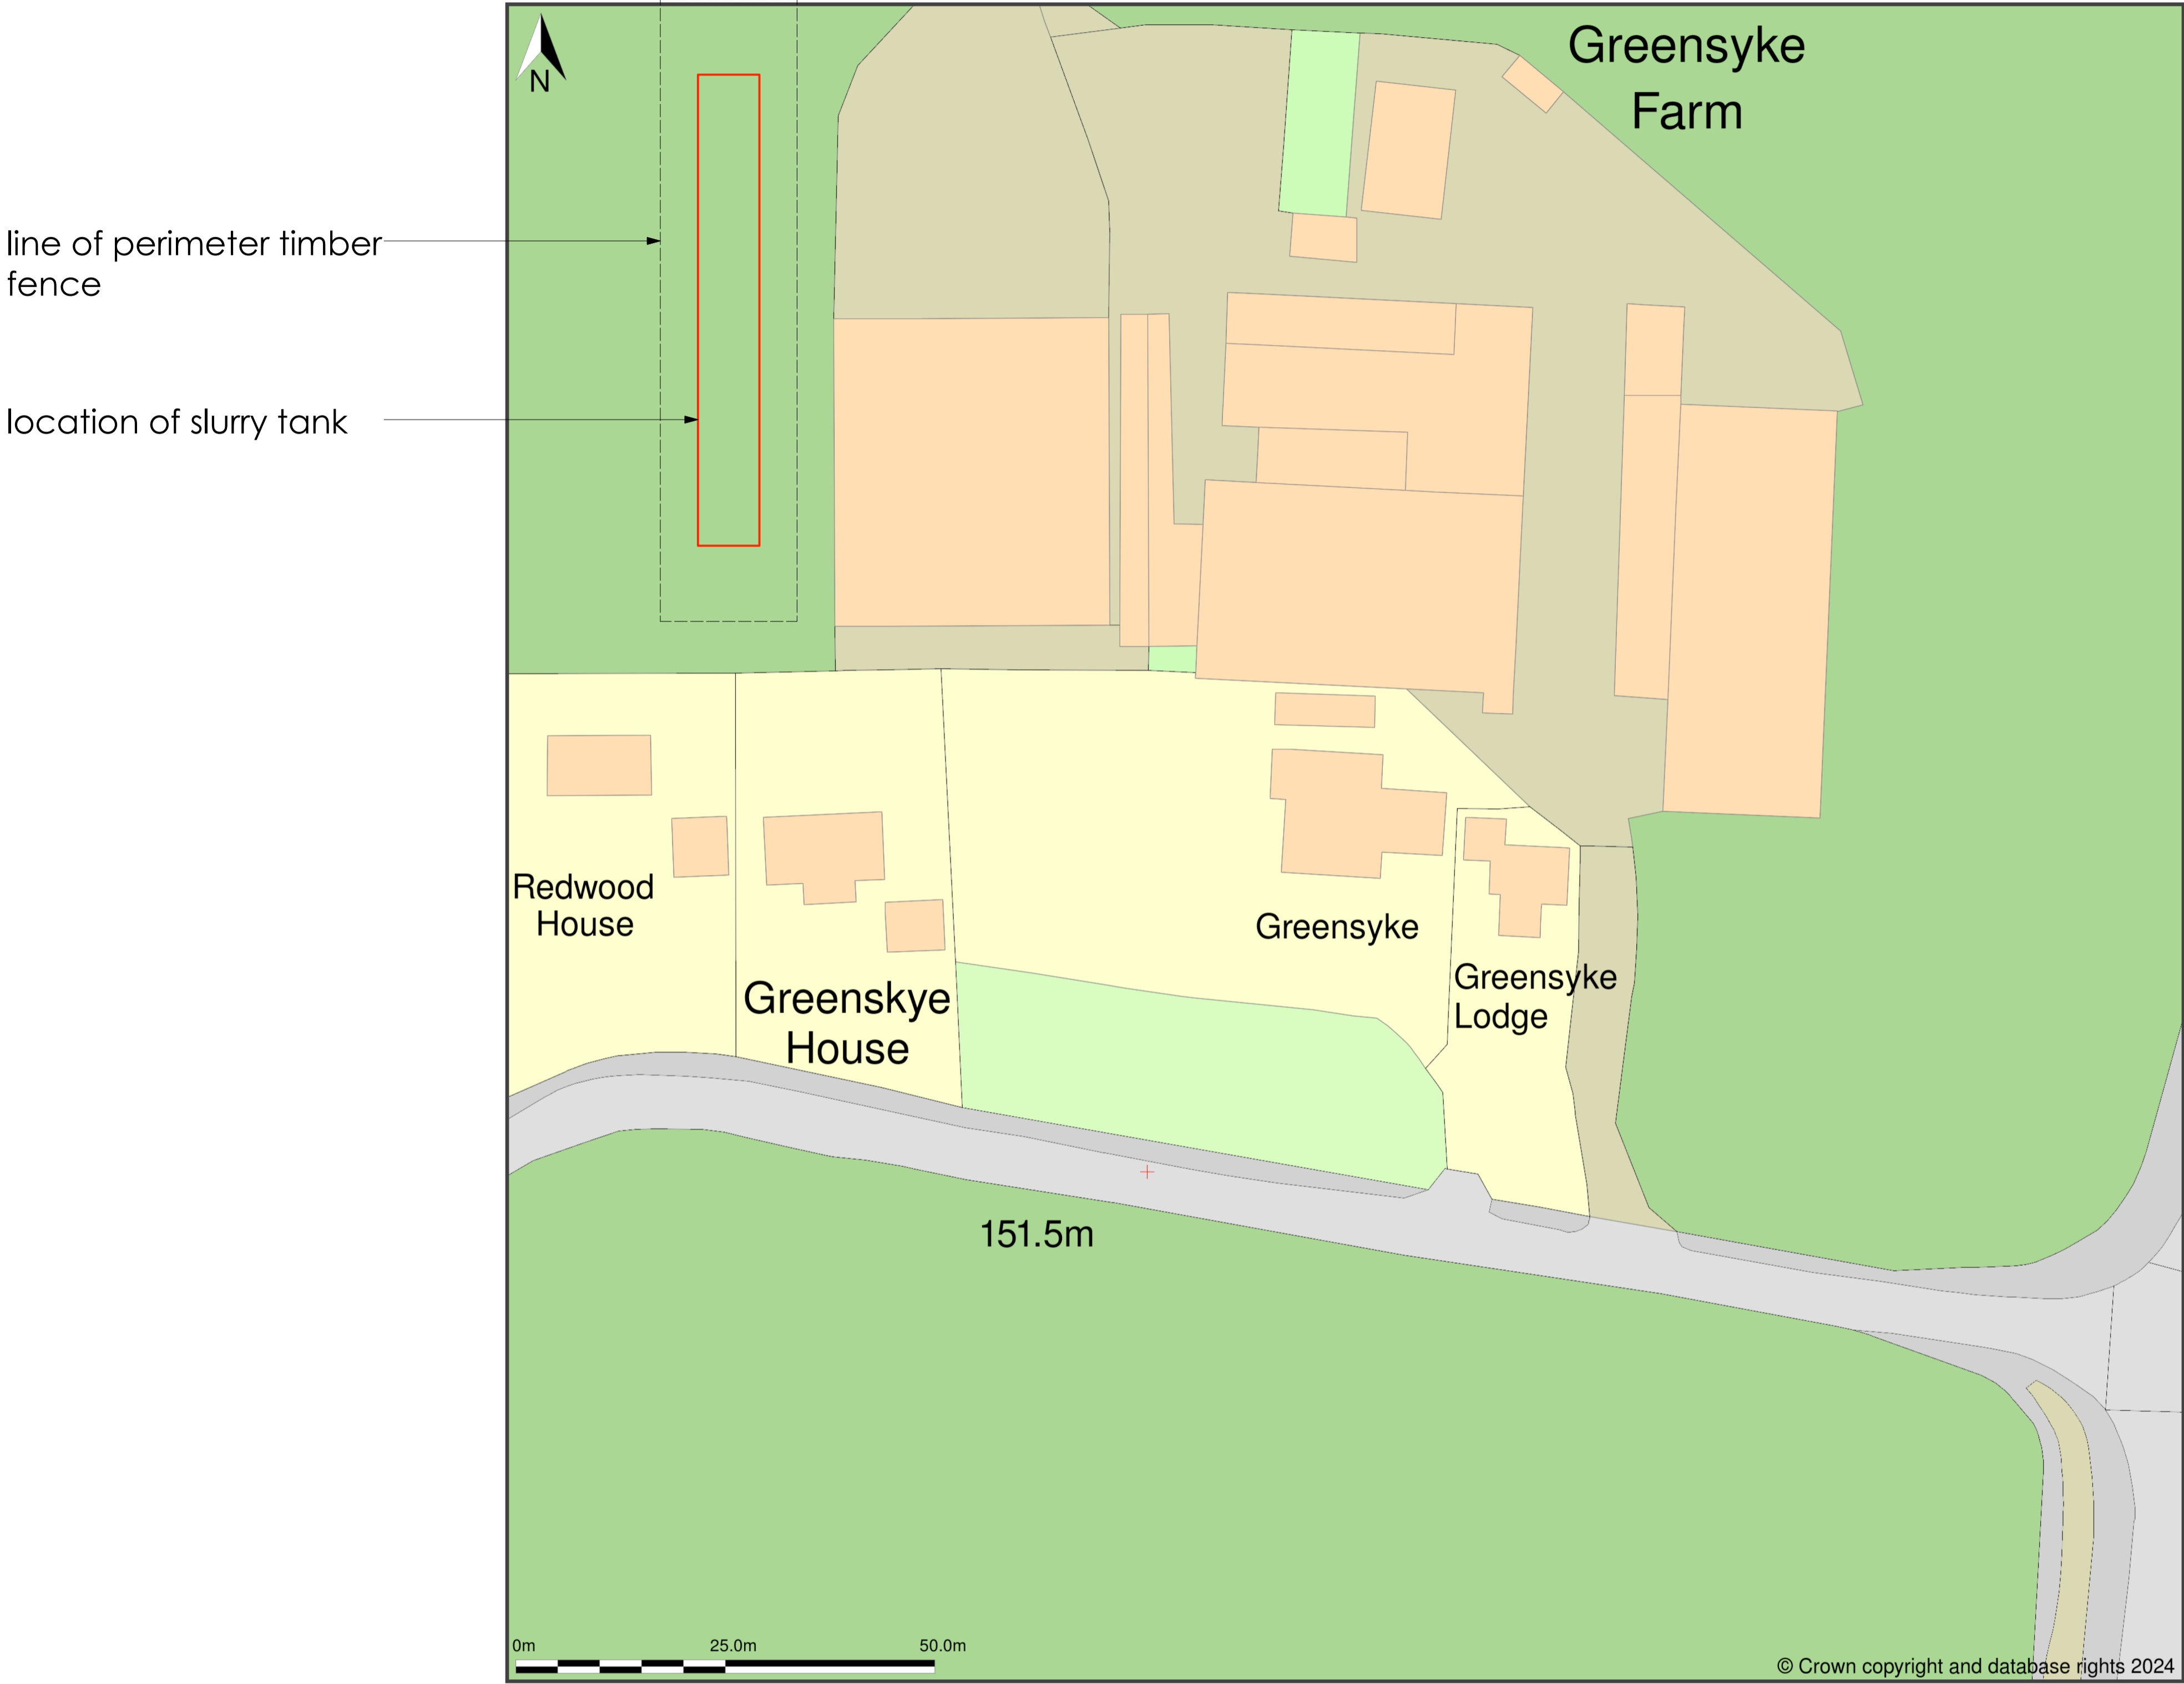 N
Greensyke
Farm
line of perimeter timber
fence
location of slurry tank
Redwood
House
Greenskye
House
Greensyke
Greensyke
Lodge
151.5m
0m 25.0m 50.0m
© Crown copyright and database rights 2024